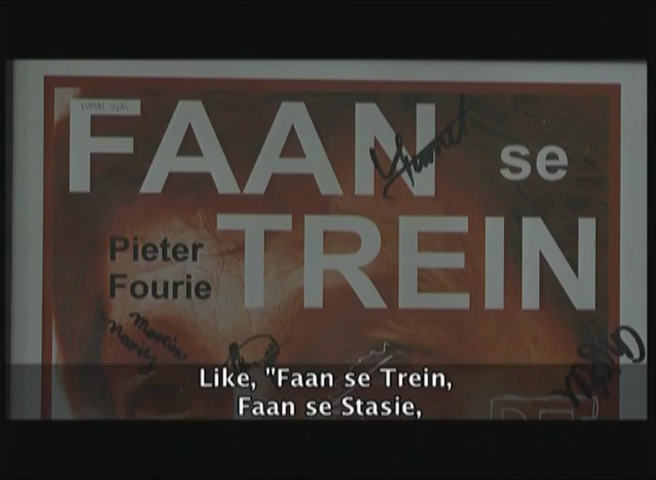 FAAN se
TREIN
Pieter
Fourie
Like, "Faan se Trein,
Faan se Stasie,